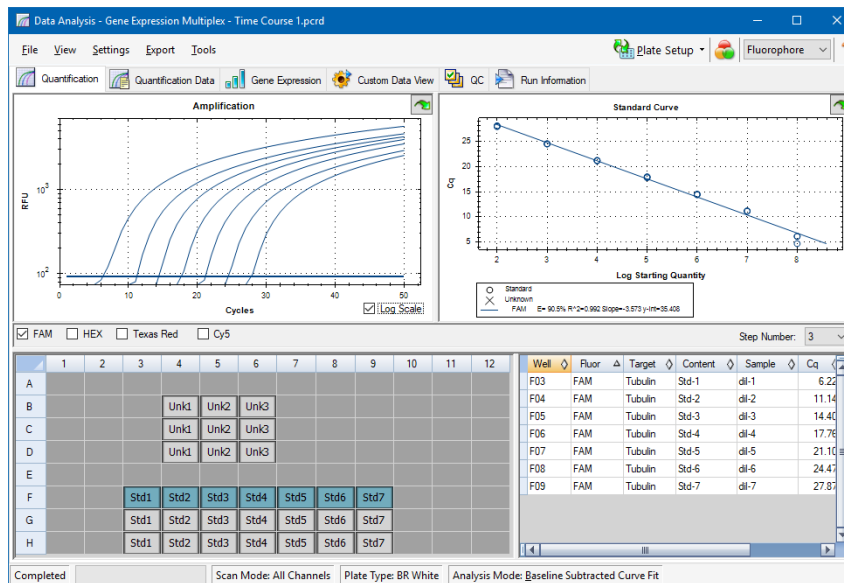 Data Analysis - Gene Expression Multiplex - Time Course 1.pcrd
File View Settings Export Tools Plate Setup Fluorophore
Quantification Quantification Data Gene Expression Custom Data View QC Run Information
Amplification
RFU
10^3
10^2
0 10 20 30 40 50
Cycles
Log Scale
Standard Curve
Cq
25
20
15
10
5
2 3 4 5 6 7 8
Log Starting Quantity
Standard
Unknown
FAM E= 90.5% R^2=0.992 Slope=-3.573 y-int=35.408
FAM HEX Texas Red Cy5 Step Number: 3
1 2 3 4 5 6 7 8 9 10 11 12
A
B Unk1 Unk2 Unk3
C Unk1 Unk2 Unk3
D Unk1 Unk2 Unk3
E
F Std1 Std2 Std3 Std4 Std5 Std6 Std7
G Std1 Std2 Std3 Std4 Std5 Std6 Std7
H Std1 Std2 Std3 Std4 Std5 Std6 Std7
Well Fluor Target Content Sample Cq
F03 FAM Tubulin Std-1 dil-1 6.22
F04 FAM Tubulin Std-2 dil-2 11.14
F05 FAM Tubulin Std-3 dil-3 14.40
F06 FAM Tubulin Std-4 dil-4 17.76
F07 FAM Tubulin Std-5 dil-5 21.10
F08 FAM Tubulin Std-6 dil-6 24.47
F09 FAM Tubulin Std-7 dil-7 27.87
Completed Scan Mode: All Channels Plate Type: BR White Analysis Mode: Baseline Subtracted Curve Fit